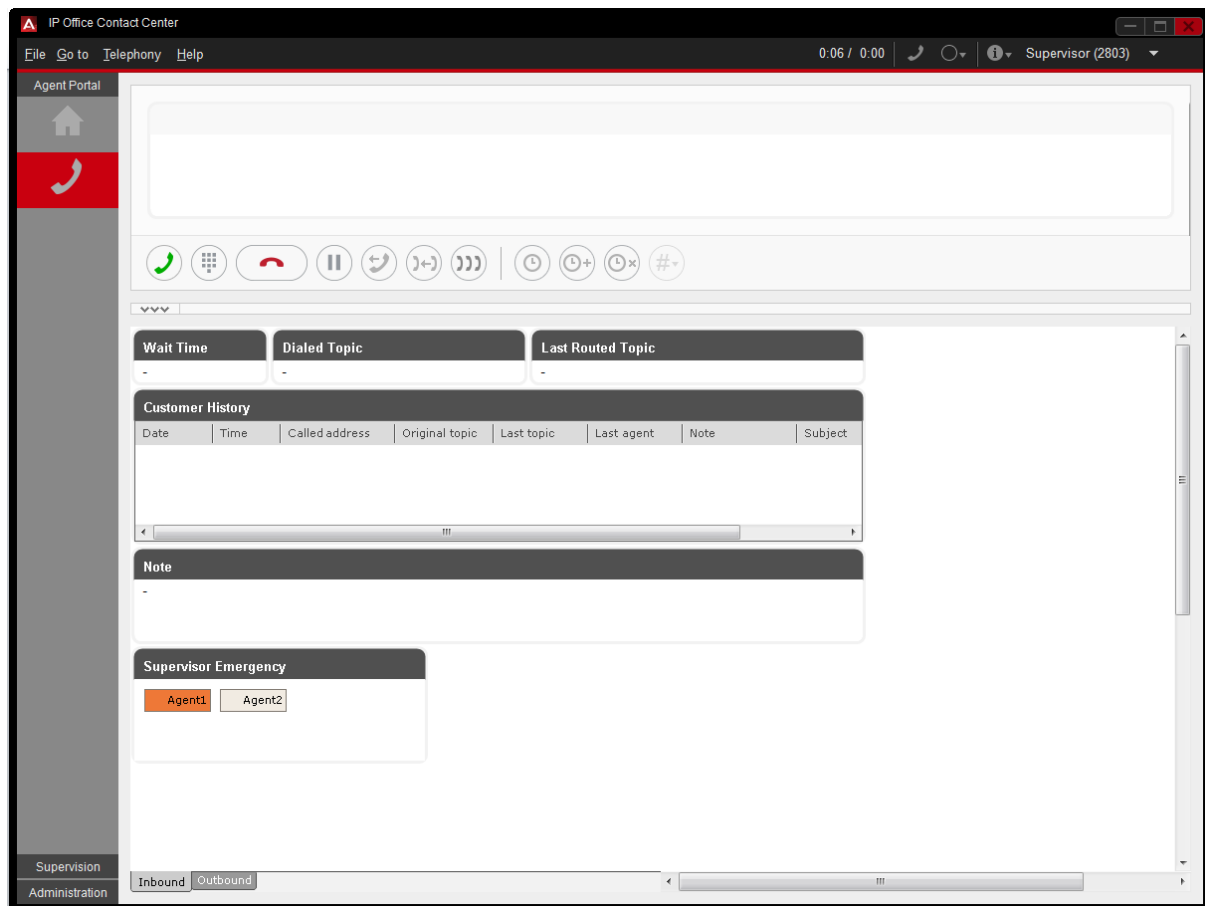 IP Office Contact Center
File Go to Telephony Help 0:06 / 0:00 Supervisor (2803)
Agent Portal
#
Wait Time Dialed Topic Last Routed Topic
- - -
Customer History
Date Time Called address Original topic Last topic Last agent Note Subject
Note
-
Supervisor Emergency
Agent1 Agent2
Supervision
Inbound Outbound
Administration